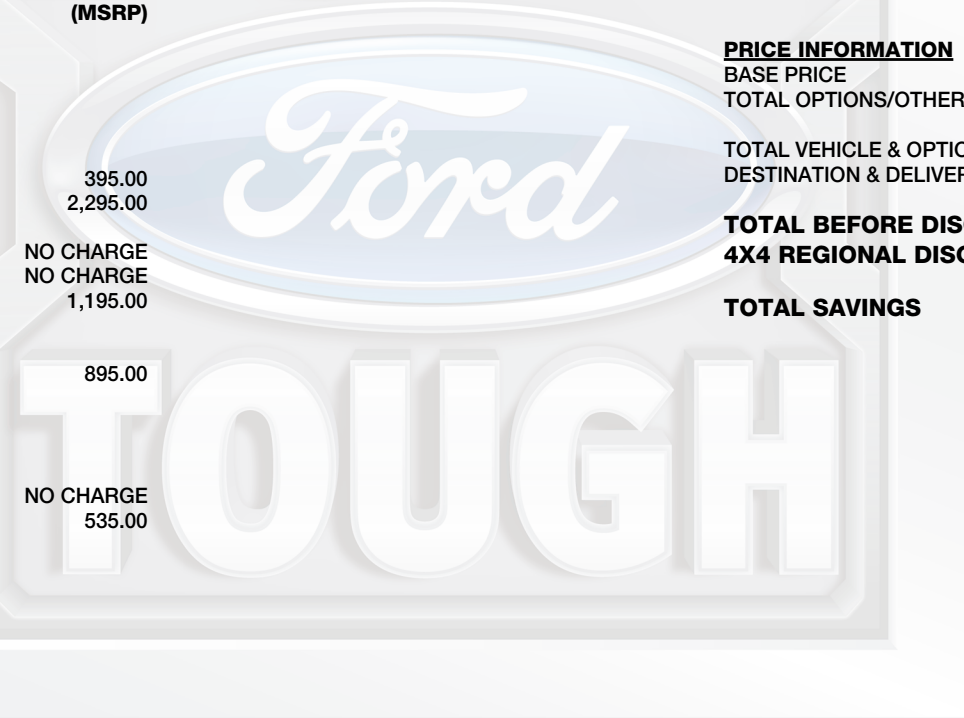 (MSRP)
395.00
2,295.00
NO CHARGE
NO CHARGE
1,195.00
895.00
NO CHARGE
535.00
PRICE INFORMATION
BASE PRICE
TOTAL OPTIONS/OTHER
TOTAL VEHICLE & OPTIO
DESTINATION & DELIVER
TOTAL BEFORE DISC
4X4 REGIONAL DISC
TOTAL SAVINGS
Ford
TOUGH